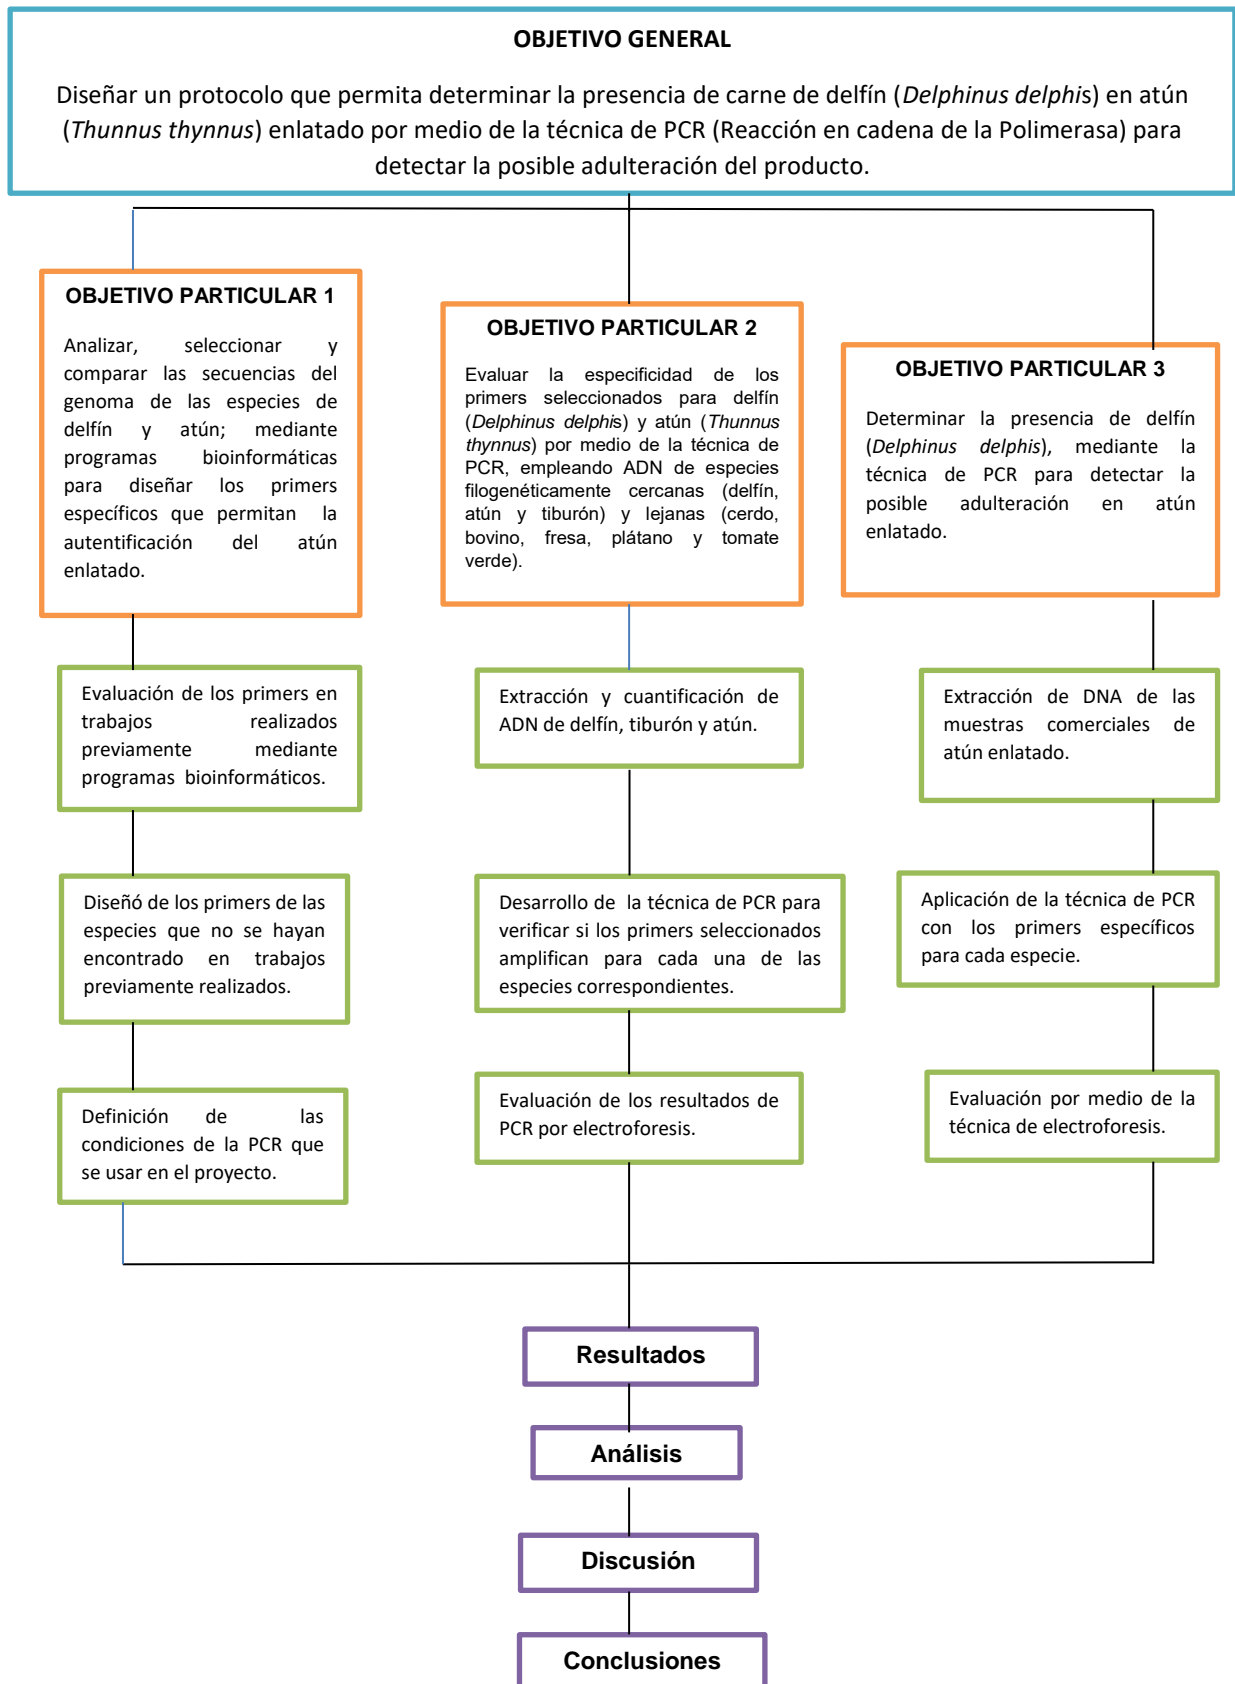 OBJETIVO GENERAL
Diseñar un protocolo que permita determinar la presencia de carne de delfín (Delphinus delphis) en atún
(Thunnus thynnus) enlatado por medio de la técnica de PCR (Reacción en cadena de la Polimerasa) para
detectar la posible adulteración del producto.
OBJETIVO PARTICULAR 1
Analizar, seleccionar y
comparar las secuencias del
genoma de las especies de
delfín y atún; mediante
programas bioinformáticas
para diseñar los primers
específicos que permitan la
autentificación del atún
enlatado.
Evaluación de los primers en
trabajos realizados
previamente mediante
programas bioinformáticos.
Diseñó de los primers de las
especies que no se hayan
encontrado en trabajos
previamente realizados.
Definición de las
condiciones de la PCR que
se usar en el proyecto.
OBJETIVO PARTICULAR 2
Evaluar la especificidad de los
primers seleccionados para delfín
(Delphinus delphis) y atún (Thunnus
thynnus) por medio de la técnica de
PCR, empleando ADN de especies
filogenéticamente cercanas (delfín,
atún y tiburón) y lejanas (cerdo,
bovino, fresa, plátano y tomate
verde).
Extracción y cuantificación de
ADN de delfín, tiburón y atún.
Desarrollo de la técnica de PCR para
verificar si los primers seleccionados
amplifican para cada una de las
especies correspondientes.
Evaluación de los resultados de
PCR por electroforesis.
OBJETIVO PARTICULAR 3
Determinar la presencia de delfín
(Delphinus delphis), mediante la
técnica de PCR para detectar la
posible adulteración en atún
enlatado.
Extracción de DNA de las
muestras comerciales de
atún enlatado.
Aplicación de la técnica de PCR
con los primers específicos
para cada especie.
Evaluación por medio de la
técnica de electroforesis.
Resultados
Análisis
Discusión
Conclusiones